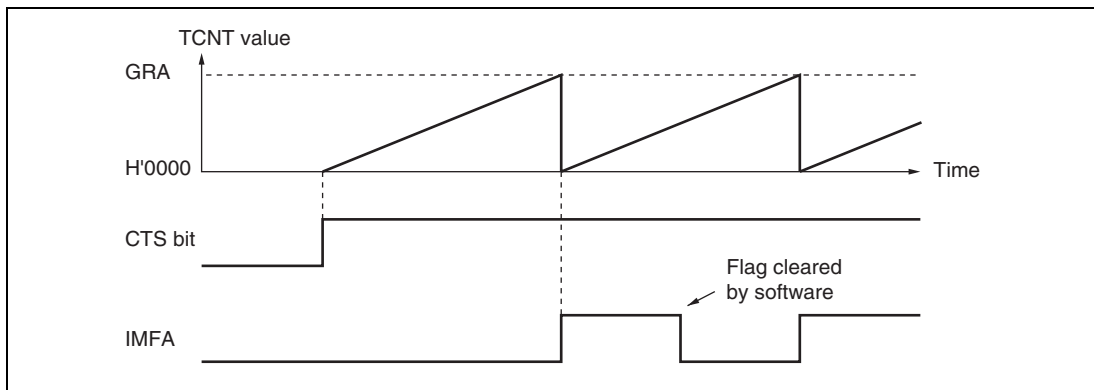 TCNT value
GRA
H'0000
Time
CTS bit
Flag cleared
by software
IMFA